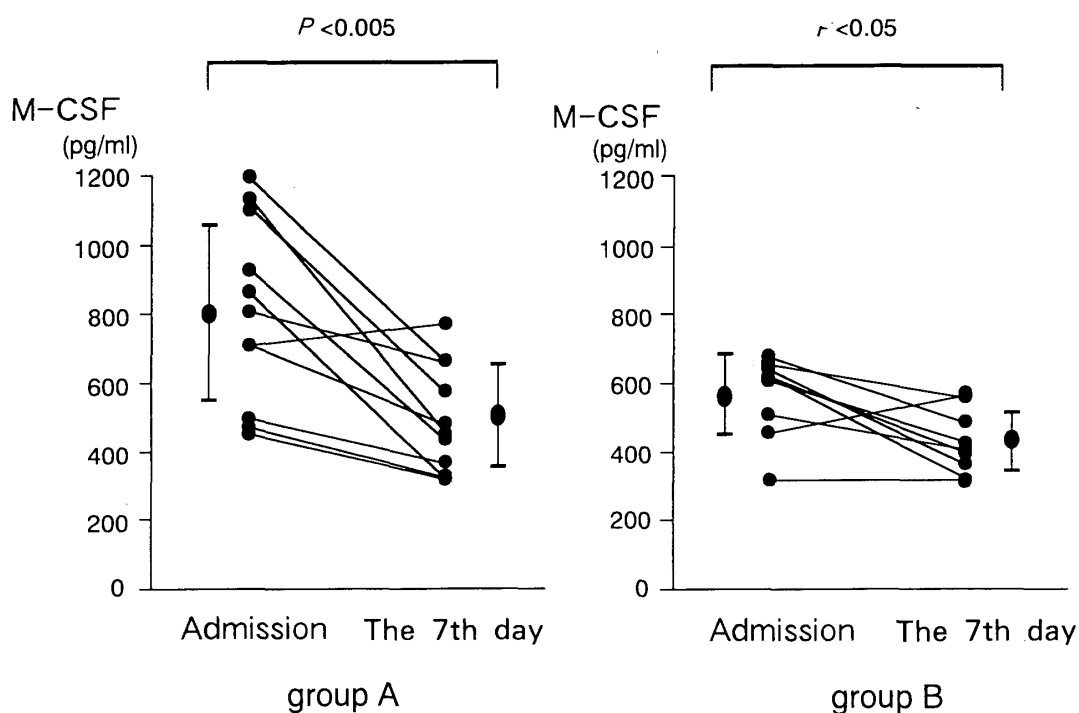 P <0.005
M-CSF
(pg/ml)
1200
1000
800
600
400
200
0
Admission The 7th day
group A
r <0.05
M-CSF
(pg/ml)
1200
1000
800
600
400
200
0
Admission The 7th day
group B